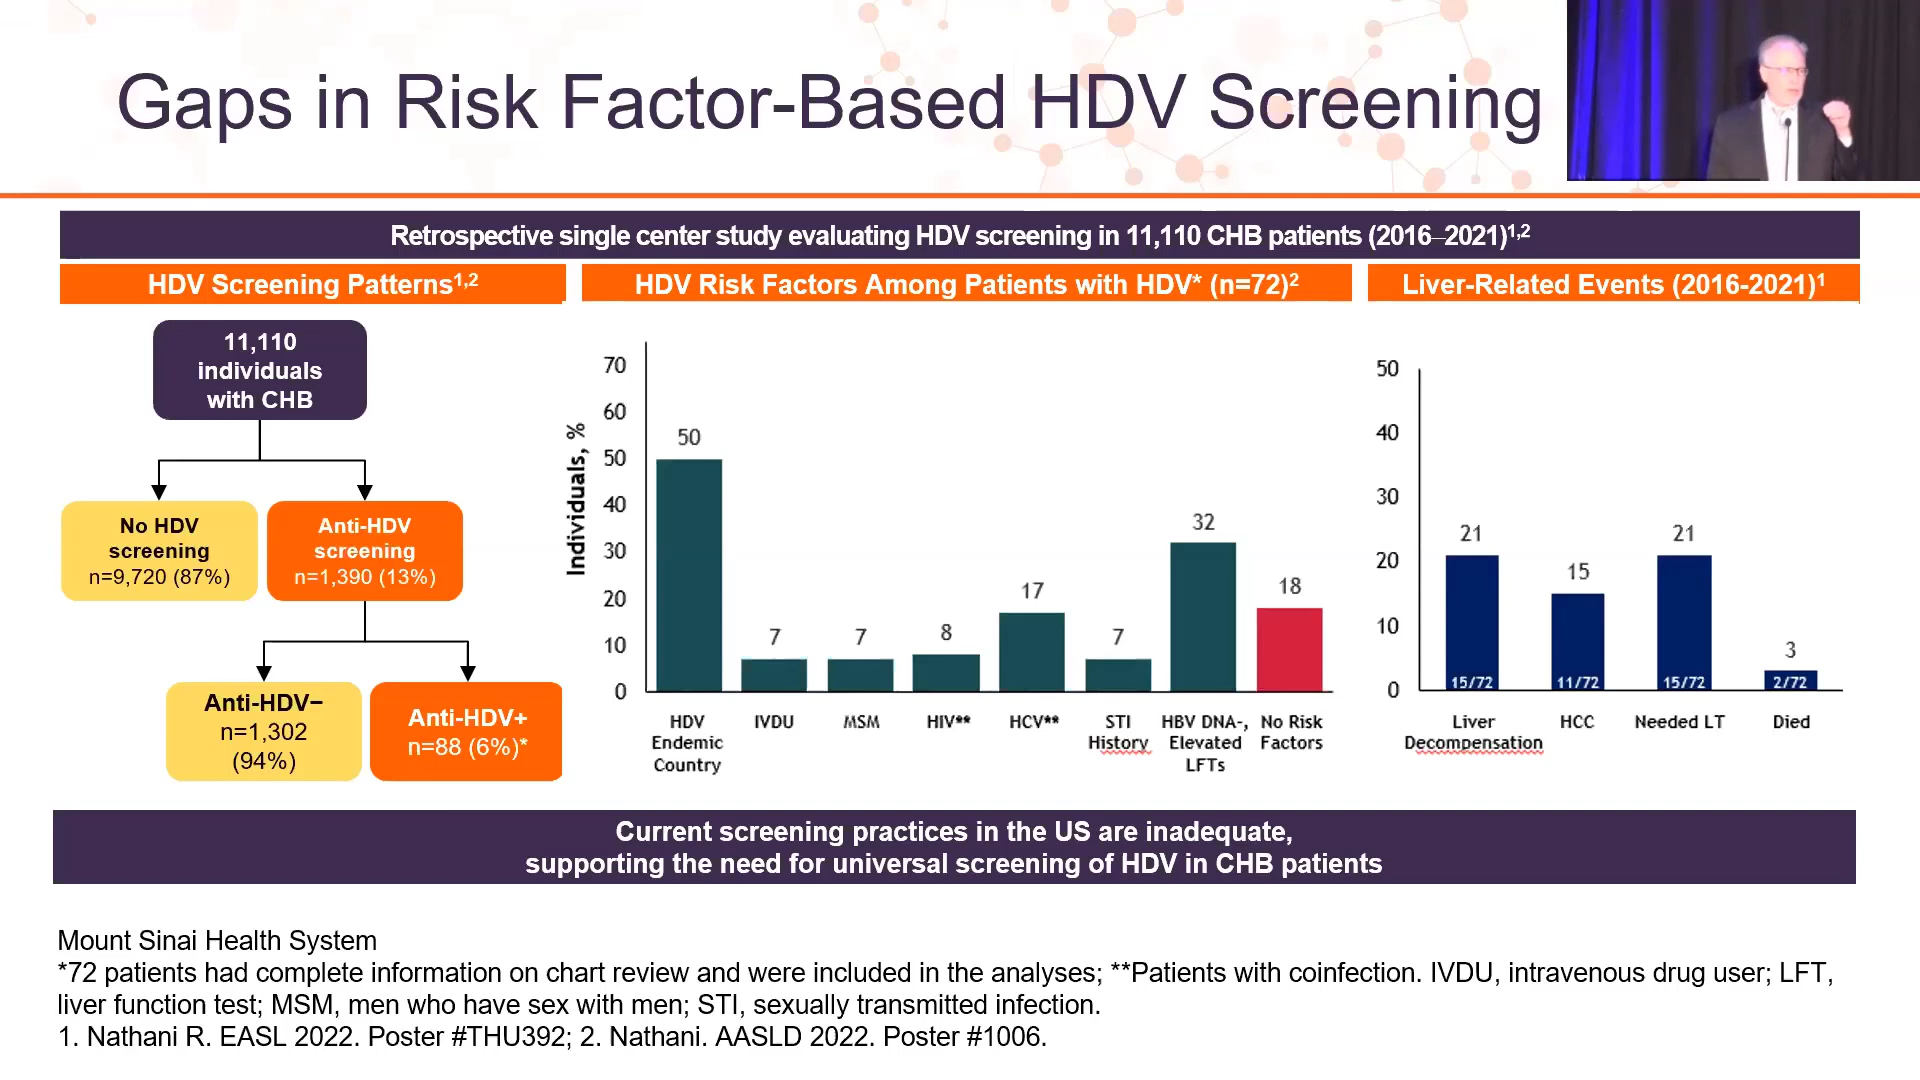 Gaps in Risk Factor-Based HDV Screening
Retrospective single center study evaluating HDV screening in 11,110 CHB patients (2016–2021)1,2
HDV Screening Patterns1,2
11,110
individuals
with CHB
No HDV
screening
n=9,720 (87%)
Anti-HDV
screening
n=1,390 (13%)
Anti-HDV−
n=1,302
(94%)
Anti-HDV+
n=88 (6%)*
HDV Risk Factors Among Patients with HDV* (n=72)2
Individuals, %
70
60
50
40
30
20
10
0
50
7
7
8
17
7
32
18
HDV
Endemic
Country
IVDU
MSM
HIV**
HCV**
STI
History
HBV DNA-,
Elevated
LFTs
No Risk
Factors
Liver-Related Events (2016-2021)1
50
40
30
20
10
0
21
15
21
3
15/72
11/72
15/72
2/72
Liver
Decompensation
HCC
Needed LT
Died
Current screening practices in the US are inadequate,
supporting the need for universal screening of HDV in CHB patients
Mount Sinai Health System
*72 patients had complete information on chart review and were included in the analyses; **Patients with coinfection. IVDU, intravenous drug user; LFT,
liver function test; MSM, men who have sex with men; STI, sexually transmitted infection.
1. Nathani R. EASL 2022. Poster #THU392; 2. Nathani. AASLD 2022. Poster #1006.